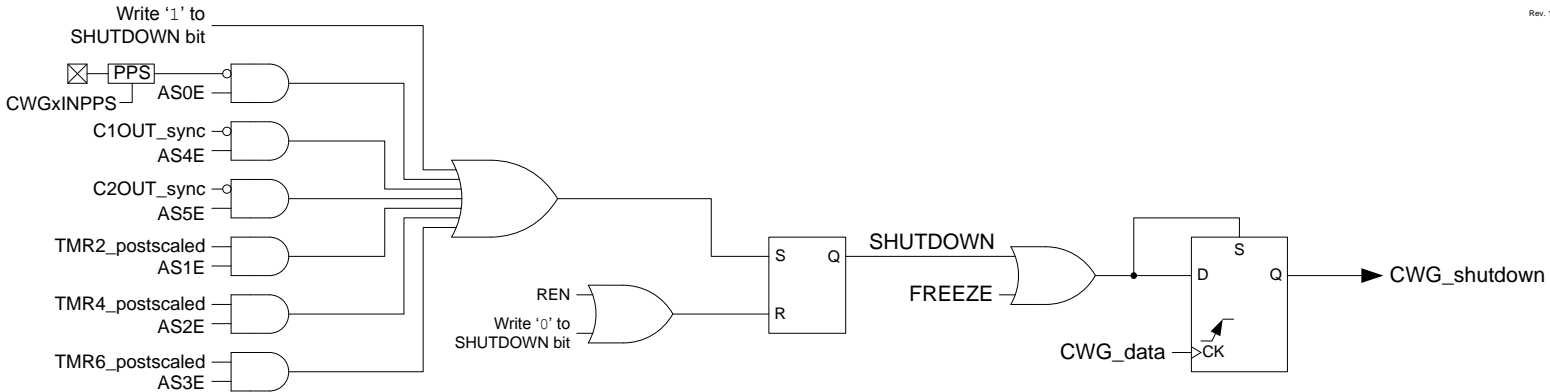 Write ‘1’ to
SHUTDOWN bit
Rev.
PPS
CWGxINPPS
AS0E
C1OUT_sync
AS4E
C2OUT_sync
AS5E
TMR2_postscaled
AS1E
TMR4_postscaled
AS2E
TMR6_postscaled
AS3E
REN
Write ‘0’ to
SHUTDOWN bit
S
Q
R
SHUTDOWN
FREEZE
S
D
Q
CWG_data
CK
CWG_shutdown